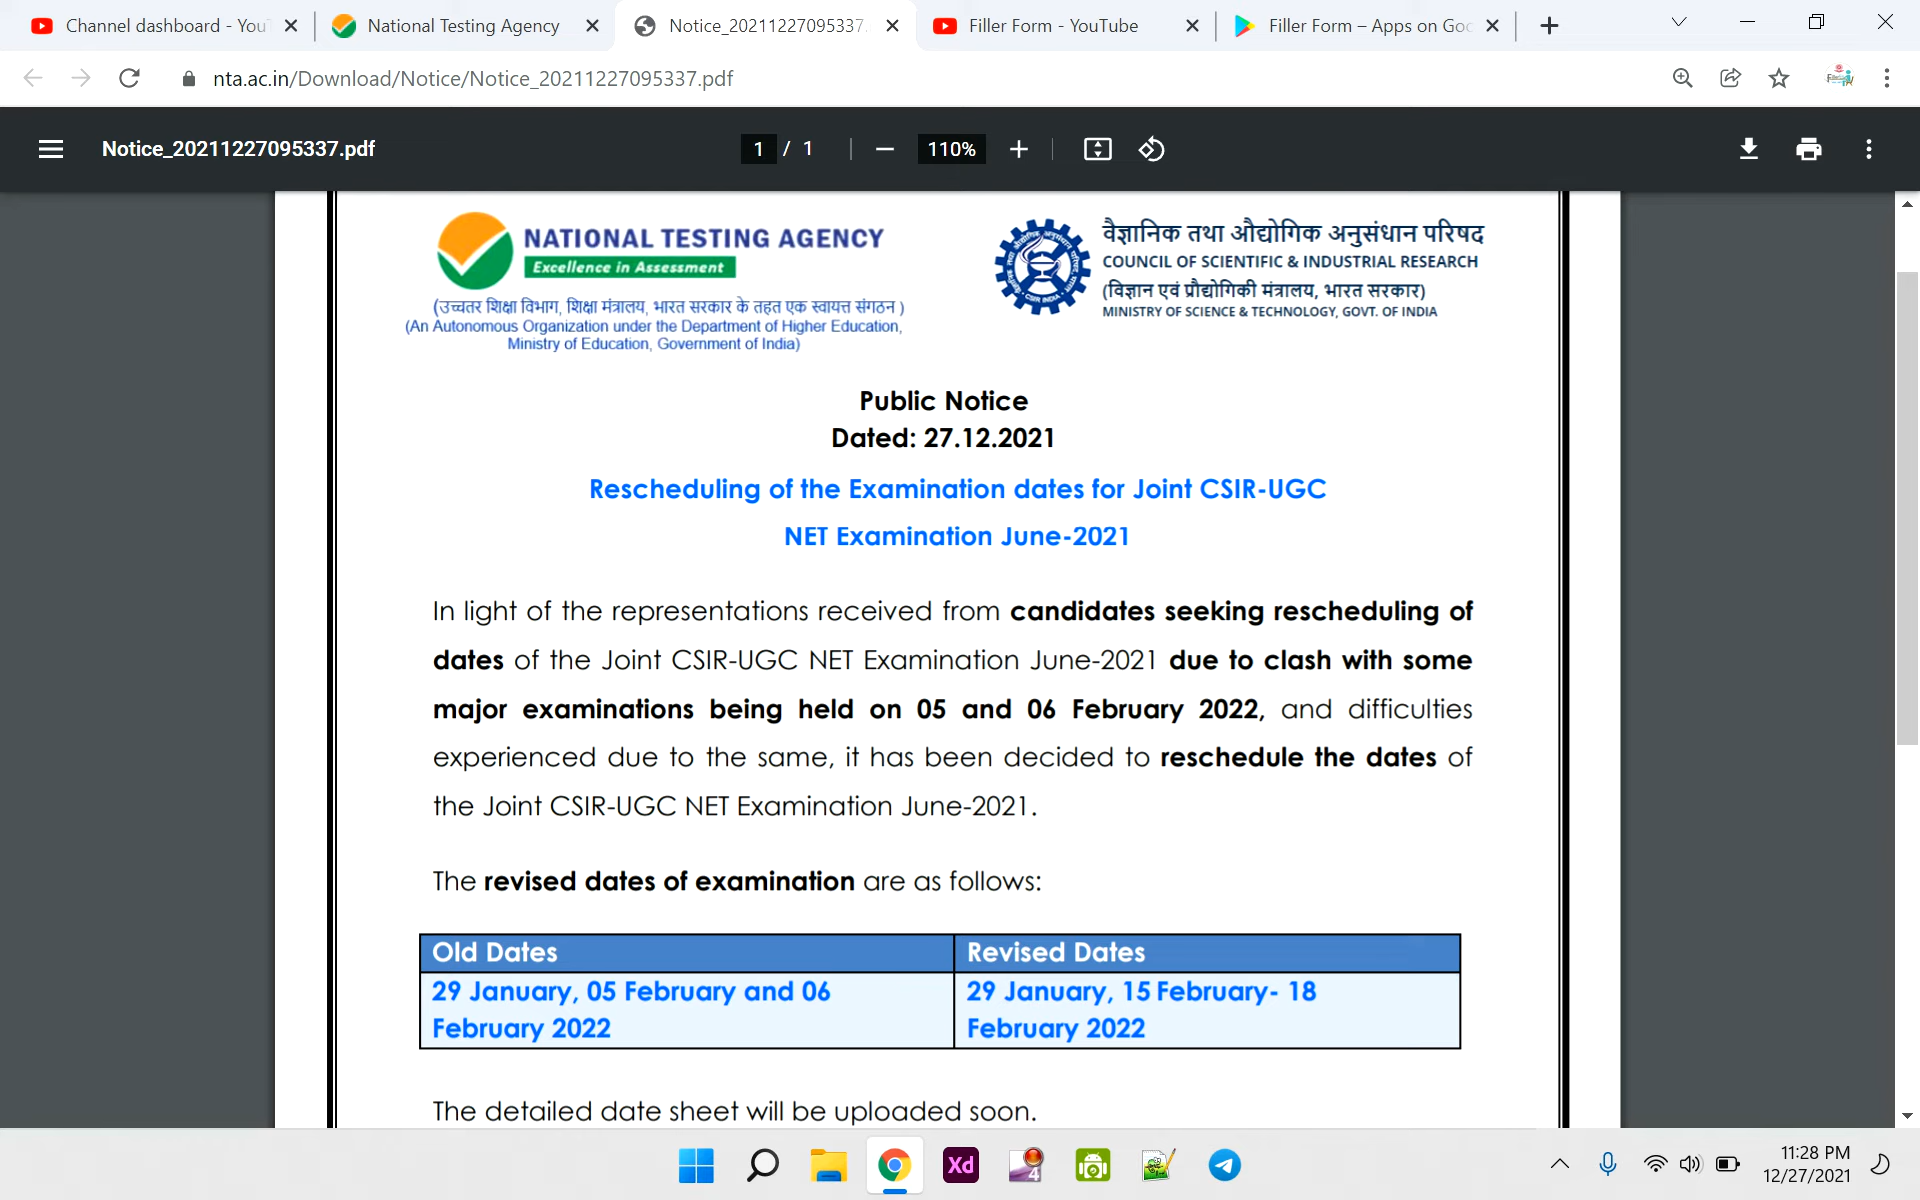 Channel dashboard - You
National Testing Agency
Notice_20211227095337.
Filler Form - YouTube
Filler Form – Apps on Goo
nta.ac.in/Download/Notice/Notice_20211227095337.pdf
Notice_20211227095337.pdf
1 / 1
110%
NATIONAL TESTING AGENCY
Excellence in Assessment
(उच्चतर शिक्षा विभाग, शिक्षा मंत्रालय, भारत सरकार के तहत एक स्वायत्त संगठन )
(An Autonomous Organization under the Department of Higher Education,
Ministry of Education, Government of India)
वैज्ञानिक तथा औद्योगिक अनुसंधान परिषद
COUNCIL OF SCIENTIFIC & INDUSTRIAL RESEARCH
(विज्ञान एवं प्रौद्योगिकी मंत्रालय, भारत सरकार)
MINISTRY OF SCIENCE & TECHNOLOGY, GOVT. OF INDIA
Public Notice
Dated: 27.12.2021
Rescheduling of the Examination dates for Joint CSIR-UGC
NET Examination June-2021
In light of the representations received from candidates seeking rescheduling of
dates of the Joint CSIR-UGC NET Examination June-2021 due to clash with some
major examinations being held on 05 and 06 February 2022, and difficulties
experienced due to the same, it has been decided to reschedule the dates of
the Joint CSIR-UGC NET Examination June-2021.
The revised dates of examination are as follows:
Old Dates
Revised Dates
29 January, 05 February and 06
February 2022
29 January, 15 February- 18
February 2022
The detailed date sheet will be uploaded soon.
Xd
4
11:28 PM
12/27/2021